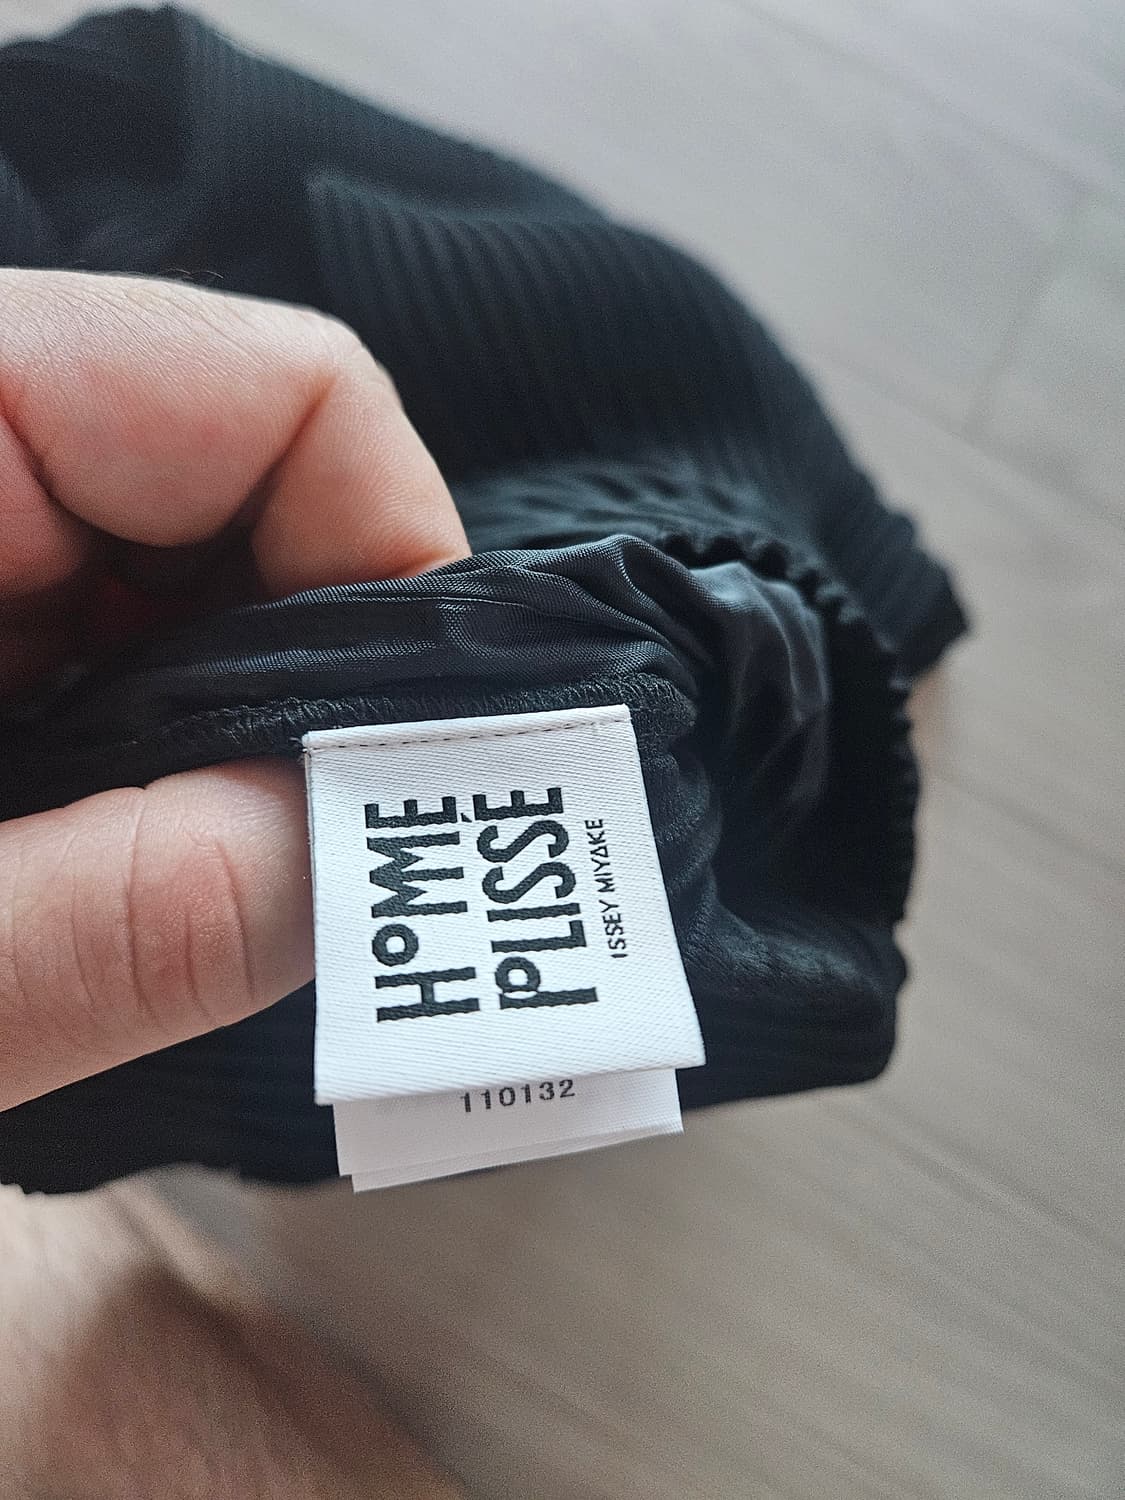 HOMME
PLISSÉ
ISSEY MIYAKE
110132